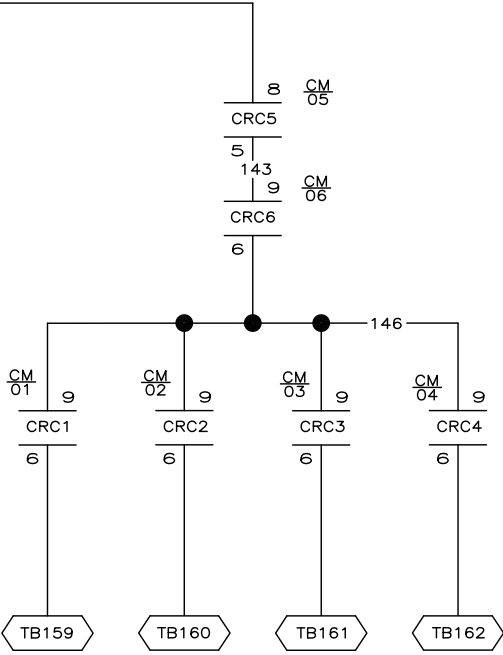 8 CM
05
CRC5
5
143
9 CM
06
CRC6
6
146
CM
01 9
CM
02 9
CM
03 9
CM
04 9
CRC1 CRC2 CRC3 CRC4
6 6 6 6
TB159 TB160 TB161 TB162